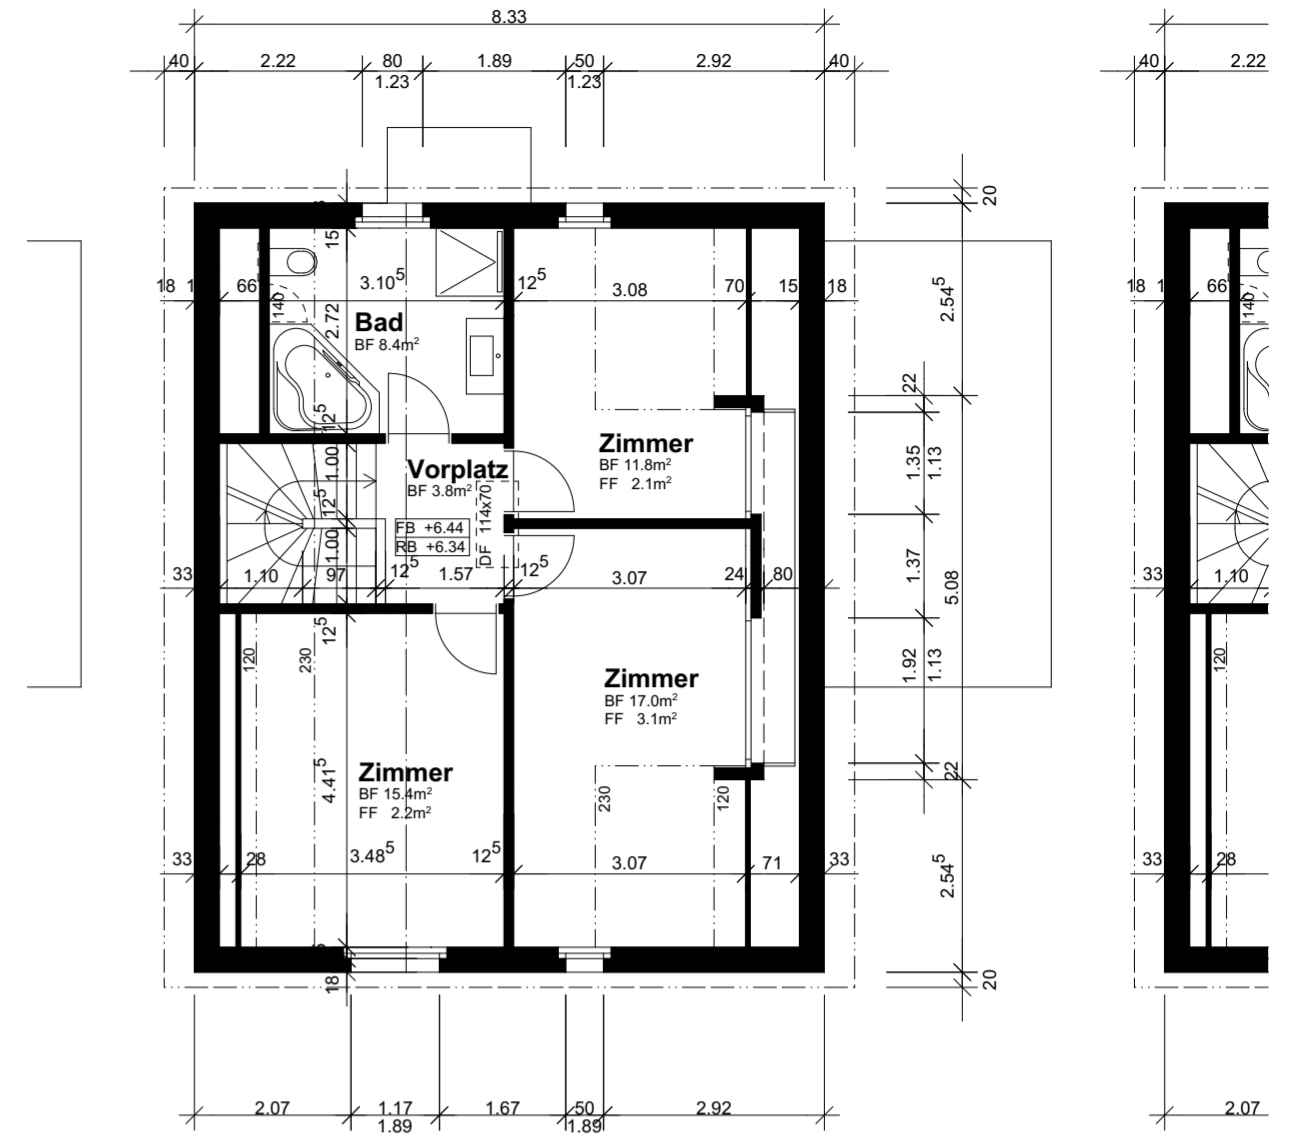 8.33
40 2.22 80 1.89 50 2.92 40 40 2.22
1.23 1.23
20
15
18 1 66 3.10⁵ 12⁵ 3.08 70 15 18 2.54⁵ 18 1 66
140 2.72 140
Bad
BF 8.4m²
22
12⁵
Zimmer
BF 11.8m²
FF 2.1m²
1.35 1.13
Vorplatz
BF 3.8m²
1.00
12⁵
DF 114x70
FB +6.44
RB +6.34
1.00
33 1.10 97 12⁵ 1.57 12⁵ 3.07 24 80 1.37 5.08 33 1.10
12⁵
120 230 120
1.92 1.13
Zimmer
BF 17.0m²
FF 3.1m²
Zimmer
BF 15.4m²
FF 2.2m²
4.41⁵
230 120
22
33 28 3.48⁵ 12⁵ 3.07 71 33 2.54⁵ 33 28
18
20
2.07 1.17 1.67 50 2.92 2.07
1.89 1.89